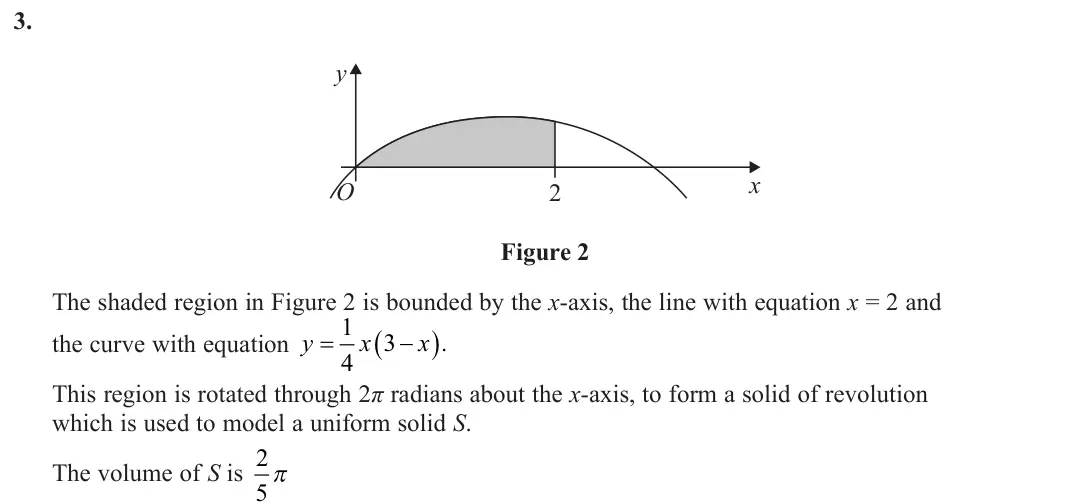 3.
y
O
2
x
Figure 2
The shaded region in Figure 2 is bounded by the x-axis, the line with equation x = 2 and
the curve with equation y = 1/4 x(3 – x).
This region is rotated through 2π radians about the x-axis, to form a solid of revolution
which is used to model a uniform solid S.
The volume of S is 2/5 π